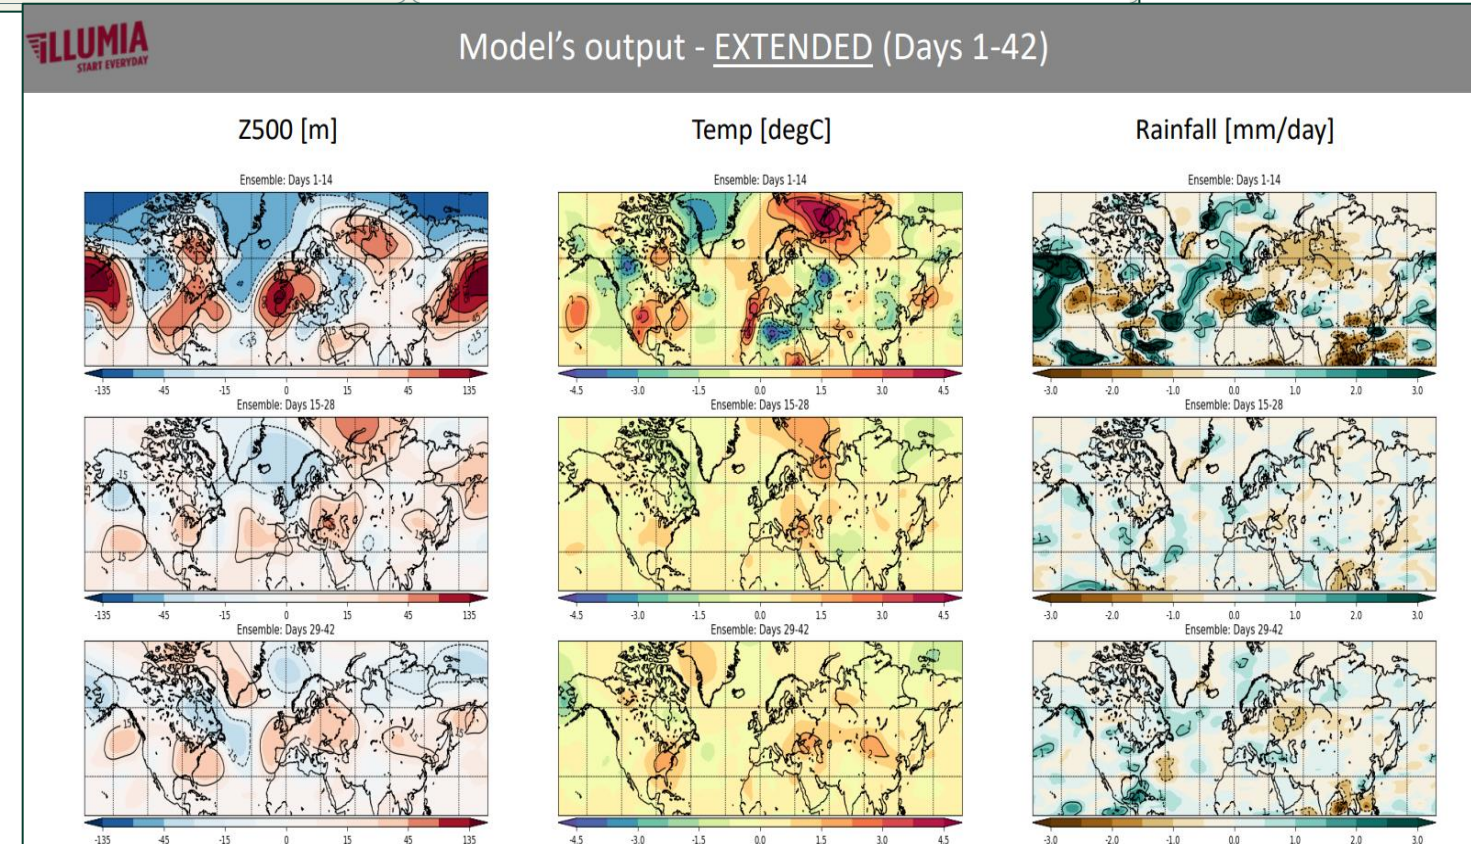 ILLUMIA
START EVERYDAY
Model's output - EXTENDED (Days 1-42)
Z500 [m]
Temp [degC]
Rainfall [mm/day]
Ensemble: Days 1-14
Ensemble: Days 1-14
Ensemble: Days 1-14
-135 -45 -15 0 15 45 135
-4.5 -3.0 -1.5 0.0 1.5 3.0 4.5
-3.0 -2.0 -1.0 0.0 1.0 2.0 3.0
Ensemble: Days 15-28
Ensemble: Days 15-28
Ensemble: Days 15-28
-135 -45 -15 0 15 45 135
-4.5 -3.0 -1.5 0.0 1.5 3.0 4.5
-3.0 -2.0 -1.0 0.0 1.0 2.0 3.0
Ensemble: Days 29-42
Ensemble: Days 29-42
Ensemble: Days 29-42
-135 -45 -15 0 15 45 135
-4.5 -3.0 -1.5 0.0 1.5 3.0 4.5
-3.0 -2.0 -1.0 0.0 1.0 2.0 3.0